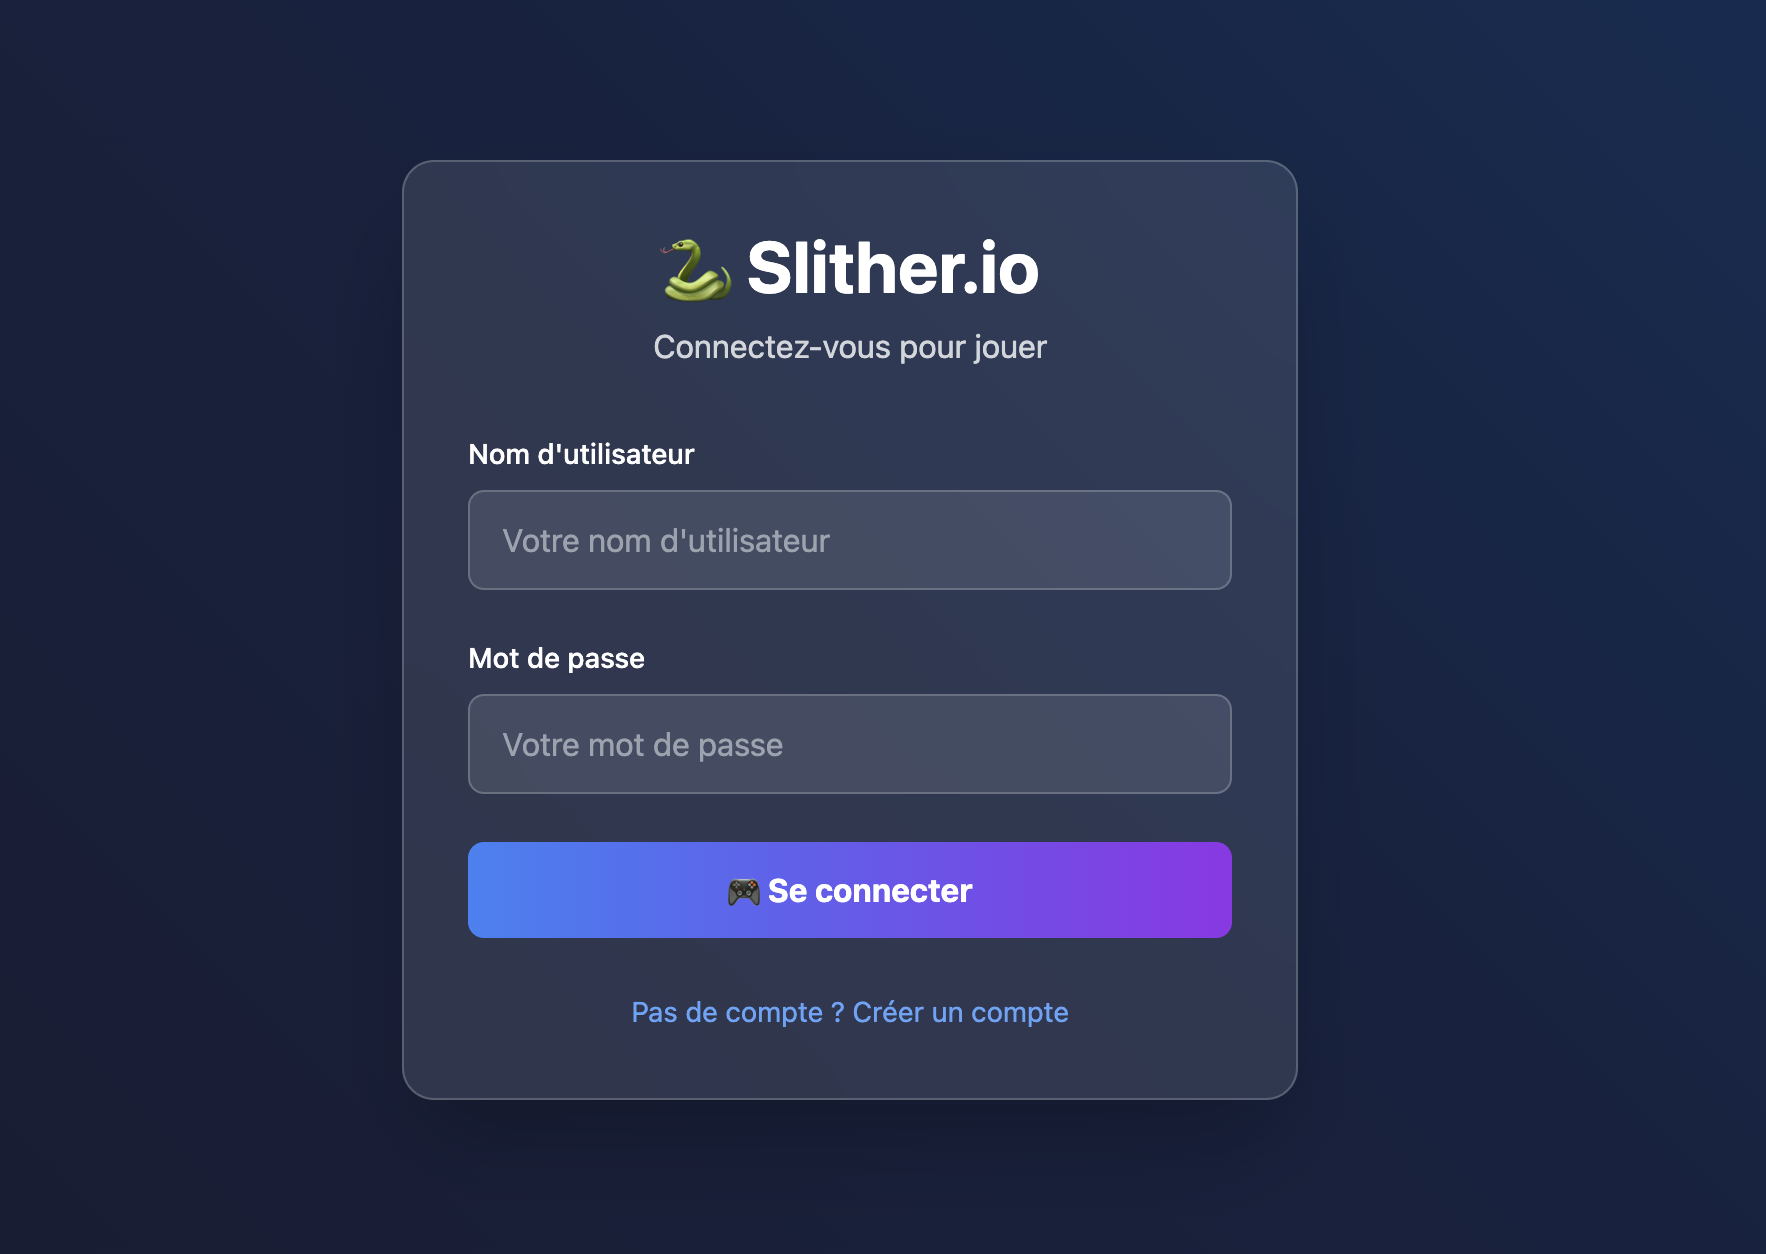 🐍 Slither.io
Connectez-vous pour jouer
Nom d'utilisateur
Votre nom d'utilisateur
Mot de passe
Votre mot de passe
🎮 Se connecter
Pas de compte ? Créer un compte